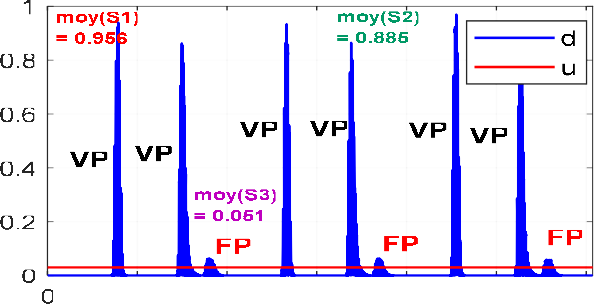 moy(S1)
= 0.956
moy(S2)
= 0.885
d
u
1
0.8
0.6
0.4
0.2
0
0
VP
VP
VP
VP
VP
VP
moy(S3)
= 0.051
FP
FP
FP